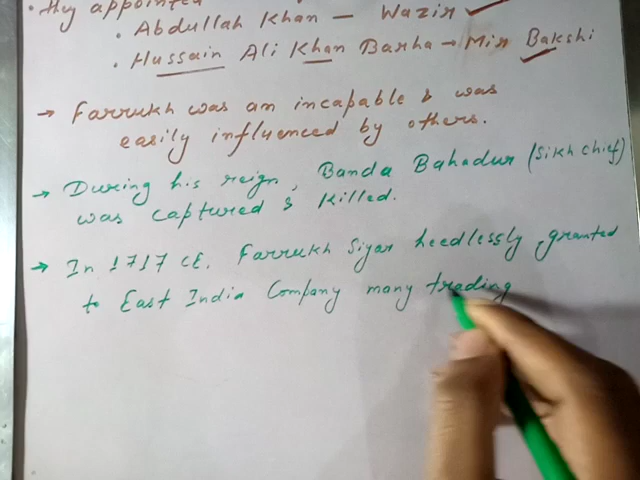 • They appointed
• Abdullah Khan - Wazir ✓
• Hussain Ali Khan Barha - Mir Bakshi
→ Farrukh was an incapable & was
easily influenced by others.
→ During his reign, Banda Bahadur (Sikh chief)
was captured & killed.
→ In 1717 CE, Farrukh Siyar heedlessly granted
to East India Company many trading